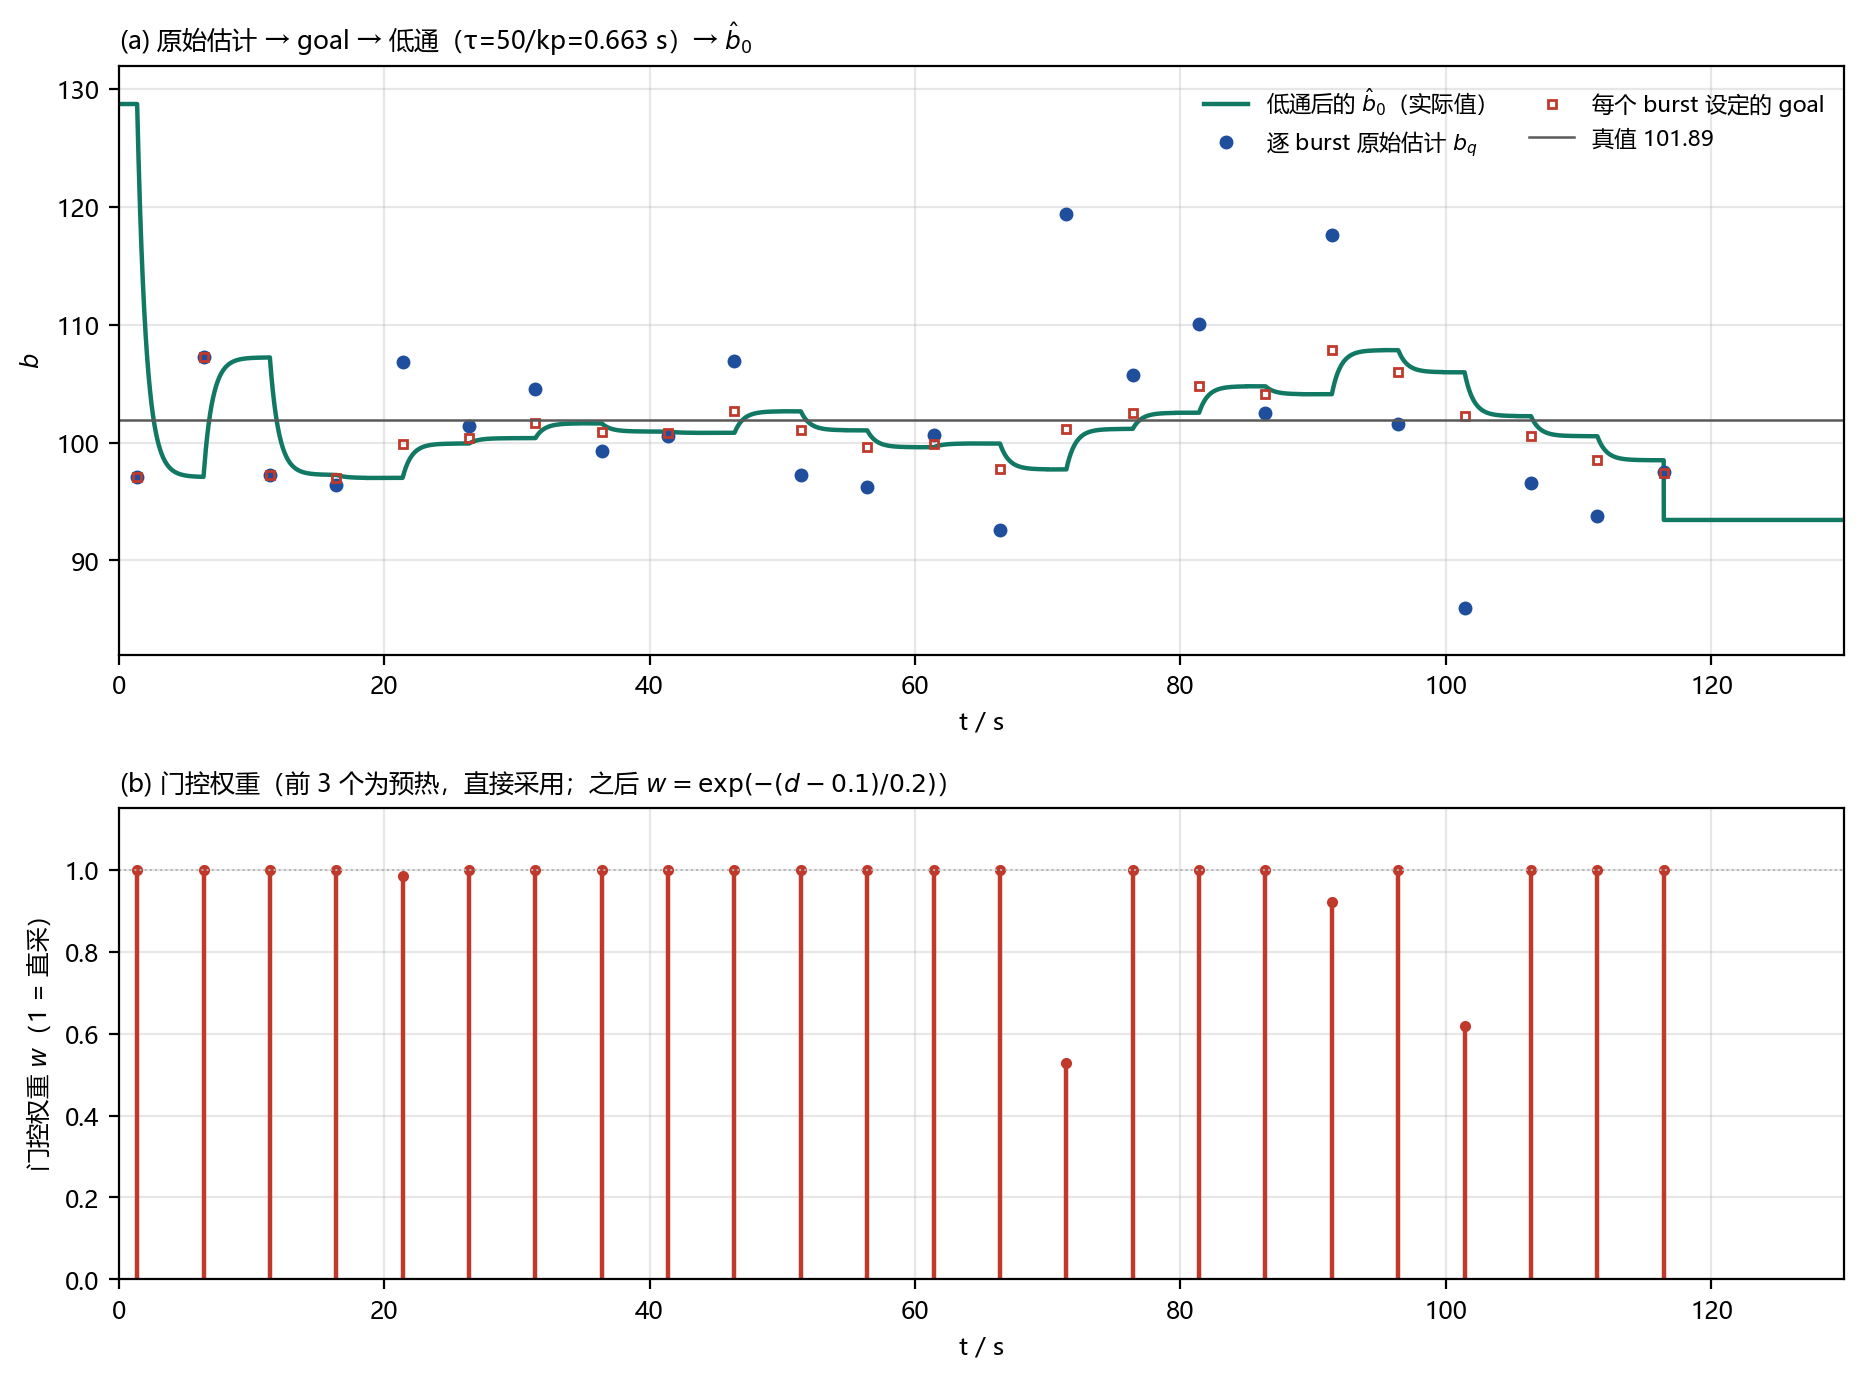 (a) 原始估计 → goal → 低通（τ=50/kp=0.663 s）→ b̂₀
130
120
110
100
90
b
低通后的 b̂₀（实际值）
逐 burst 原始估计 b_q
每个 burst 设定的 goal
真值 101.89
0 20 40 60 80 100 120
t / s
(b) 门控权重（前 3 个为预热，直接采用；之后 w = exp(−(d − 0.1)/0.2)）
1.0
0.8
0.6
0.4
0.2
0.0
门控权重 w（1 = 直采）
0 20 40 60 80 100 120
t / s